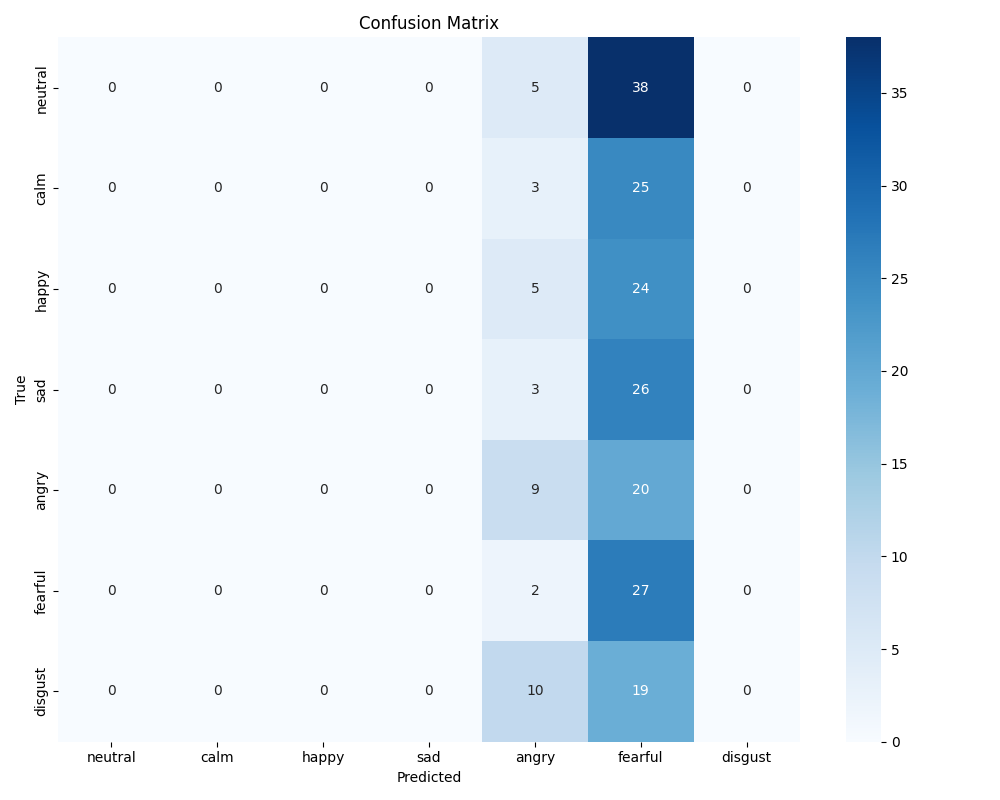 Confusion Matrix
neutral 0 0 0 0 5 38 0
calm 0 0 0 0 3 25 0
happy 0 0 0 0 5 24 0
sad 0 0 0 0 3 26 0
angry 0 0 0 0 9 20 0
fearful 0 0 0 0 2 27 0
disgust 0 0 0 0 10 19 0
True
neutral calm happy sad angry fearful disgust
Predicted
35
30
25
20
15
10
5
0